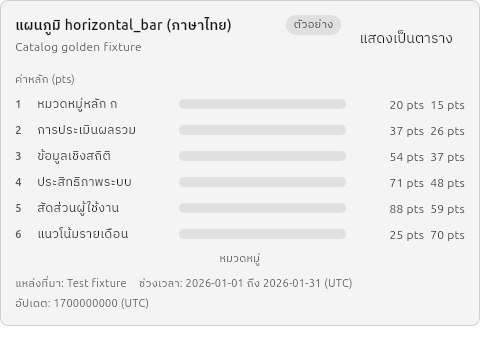 แผนภูมิ horizontal_bar (ภาษาไทย)
ตัวอย่าง
แสดงเป็นตาราง
Catalog golden fixture
ค่าหลัก (pts)
1 หมวดหมู่หลัก ก 20 pts 15 pts
2 การประเมินผลรวม 37 pts 26 pts
3 ข้อมูลเชิงสถิติ 54 pts 37 pts
4 ประสิทธิภาพระบบ 71 pts 48 pts
5 สัดส่วนผู้ใช้งาน 88 pts 59 pts
6 แนวโน้มรายเดือน 25 pts 70 pts
หมวดหมู่
แหล่งที่มา: Test fixture ช่วงเวลา: 2026-01-01 ถึง 2026-01-31 (UTC)
อัปเดต: 1700000000 (UTC)